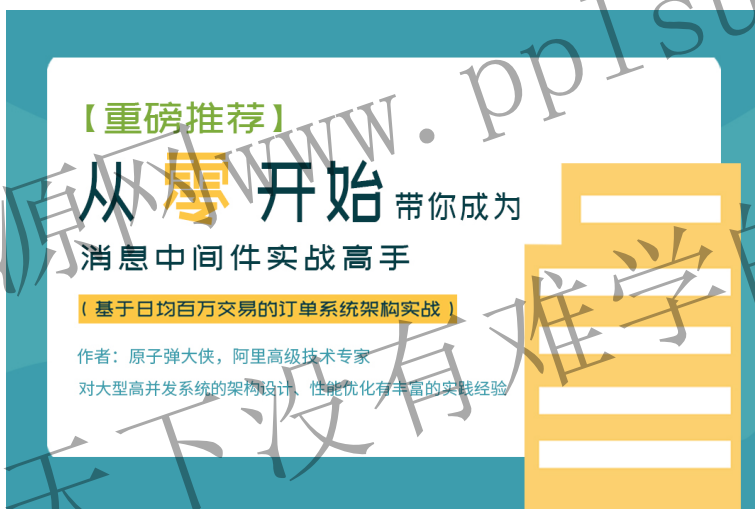 【重磅推荐】
从 零 开始 带你成为
消息中间件实战高手
(基于日均百万交易的订单系统架构实战)
作者：原子弹大侠，阿里高级技术专家
对大型高并发系统的架构设计、性能优化有丰富的实践经验
源网www.pplsu
天下没有难学的